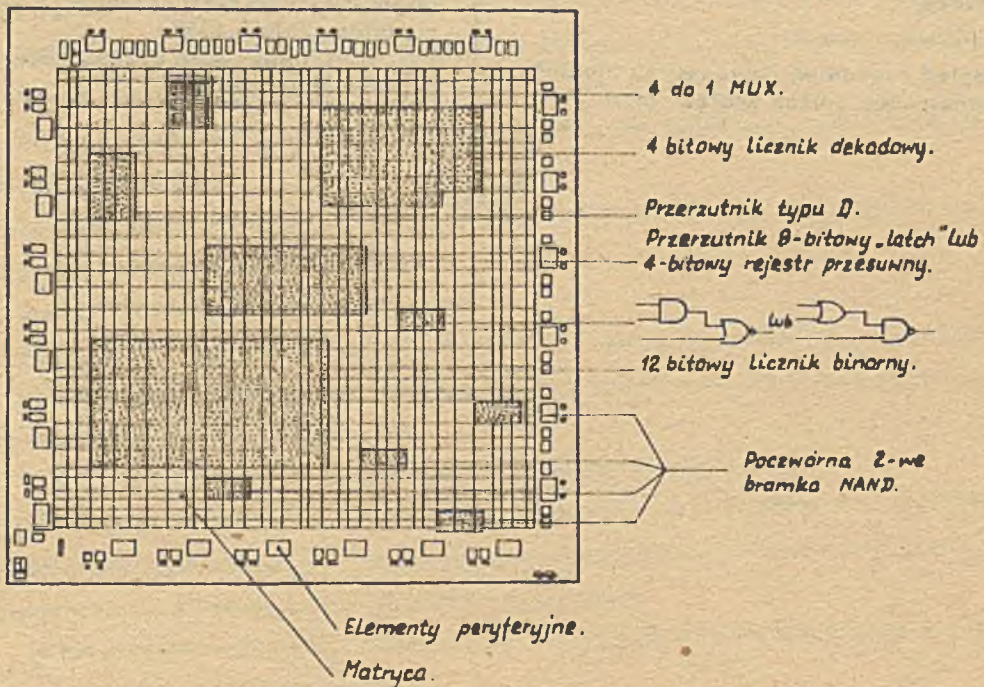 4 do 1 MUX.
4 bitowy licznik dekadowy.
Przerzutnik typu D.
Przerzutnik 8-bitowy „latch" lub
4-bitowy rejestr przesuwny.
lub
12 bitowy licznik binarny.
Poczwórna 2-we
bramka NAND.
Elementy peryferyjne.
Matryca.